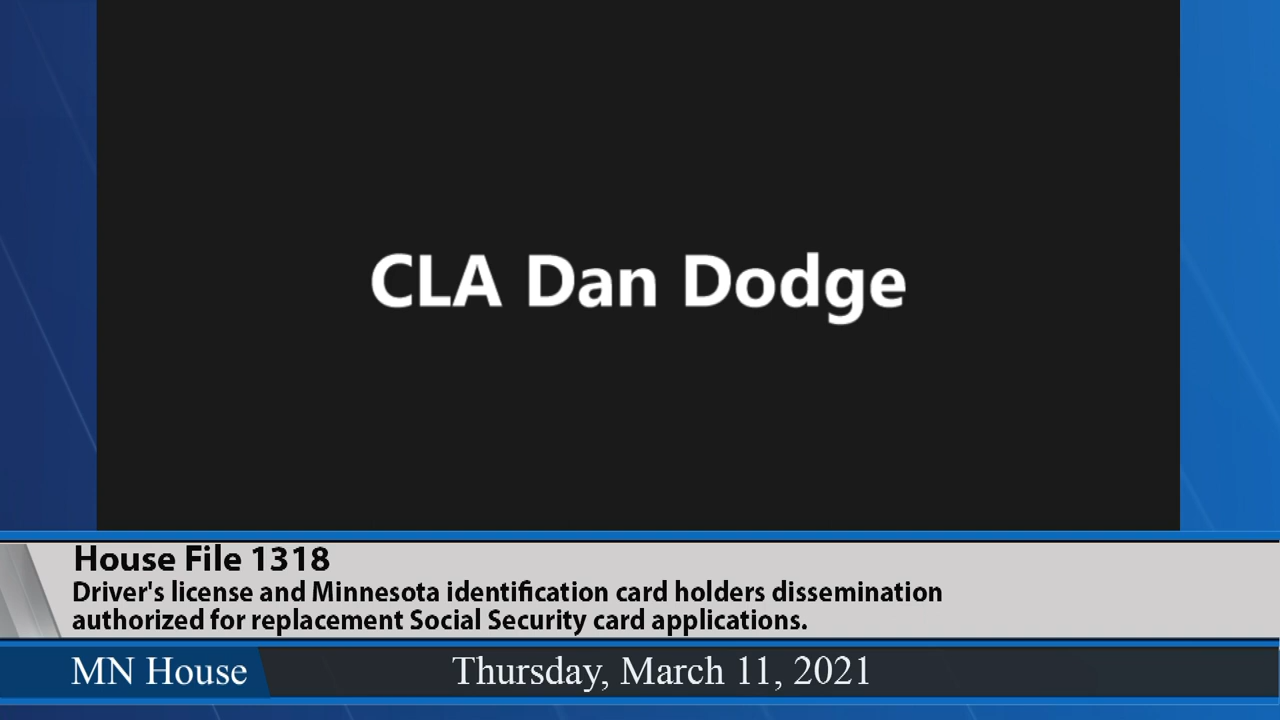 CLA Dan Dodge
House File 1318
Driver's license and Minnesota identification card holders dissemination
authorized for replacement Social Security card applications.
MN House
Thursday, March 11, 2021